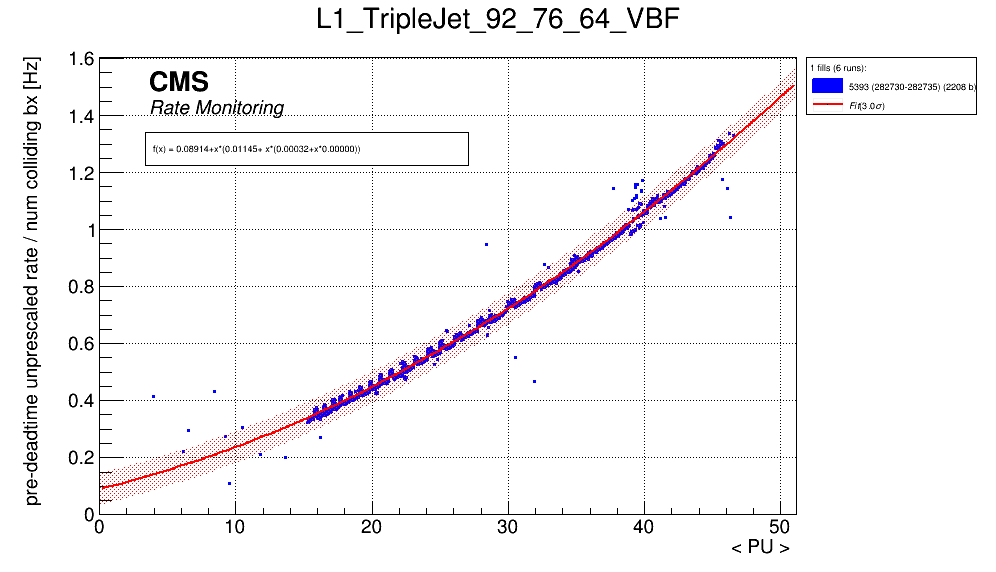 L1_TripleJet_92_76_64_VBF
pre-deadtime unprescaled rate / num colliding bx [Hz]
1.6
1.4
1.2
1
0.8
0.6
0.4
0.2
0
CMS
Rate Monitoring
f(x) = 0.08914+x*(0.01145+ x*(0.00032+x*0.00000))
0 10 20 30 40 50
< PU >
1 fills (6 runs):
5393 (282730-282735) (2208 b)
Fit(3.0σ)